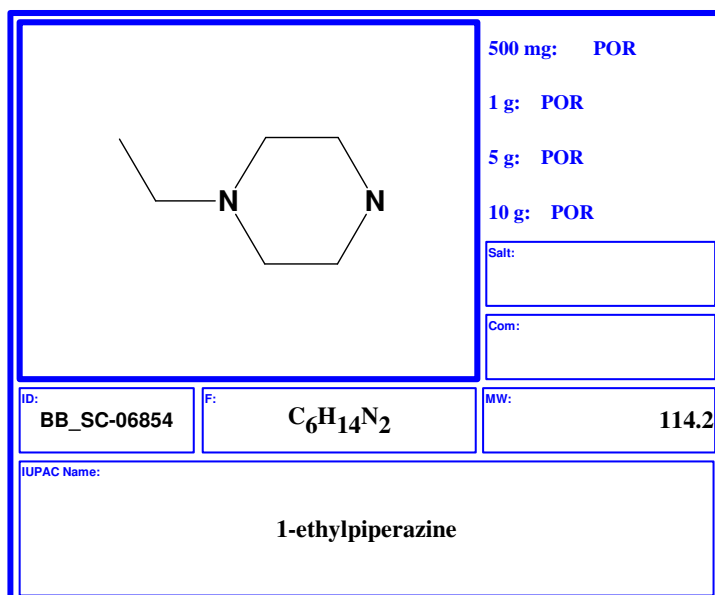 500 mg: POR
1 g: POR
5 g: POR
10 g: POR
N N
Salt:
Com:
ID: BB_SC-06854
F: C6H14N2
MW: 114.2
IUPAC Name:
1-ethylpiperazine